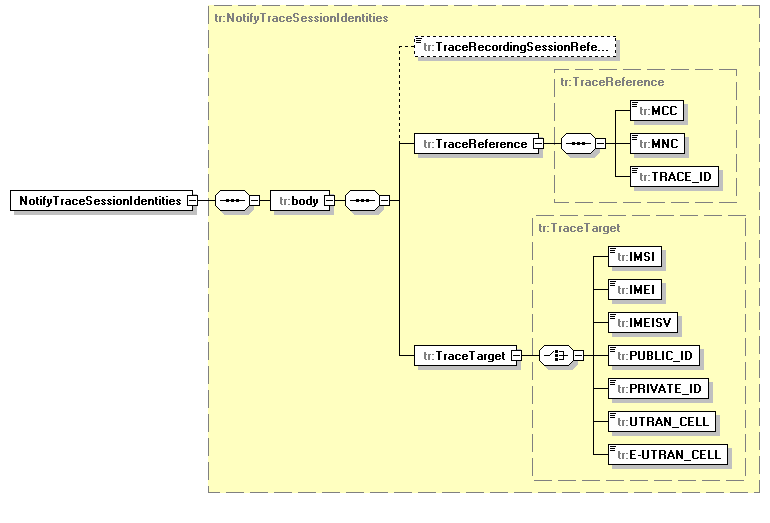 tr:NotifyTraceSessionIdentities
tr:TraceRecordingSessionRefe...
tr:TraceReference
tr:MCC
tr:TraceReference
tr:MNC
tr:TRACE_ID
NotifyTraceSessionIdentities
tr:body
tr:TraceTarget
tr:IMSI
tr:IMEI
tr:IMEISV
tr:TraceTarget
tr:PUBLIC_ID
tr:PRIVATE_ID
tr:UTRAN_CELL
tr:E-UTRAN_CELL